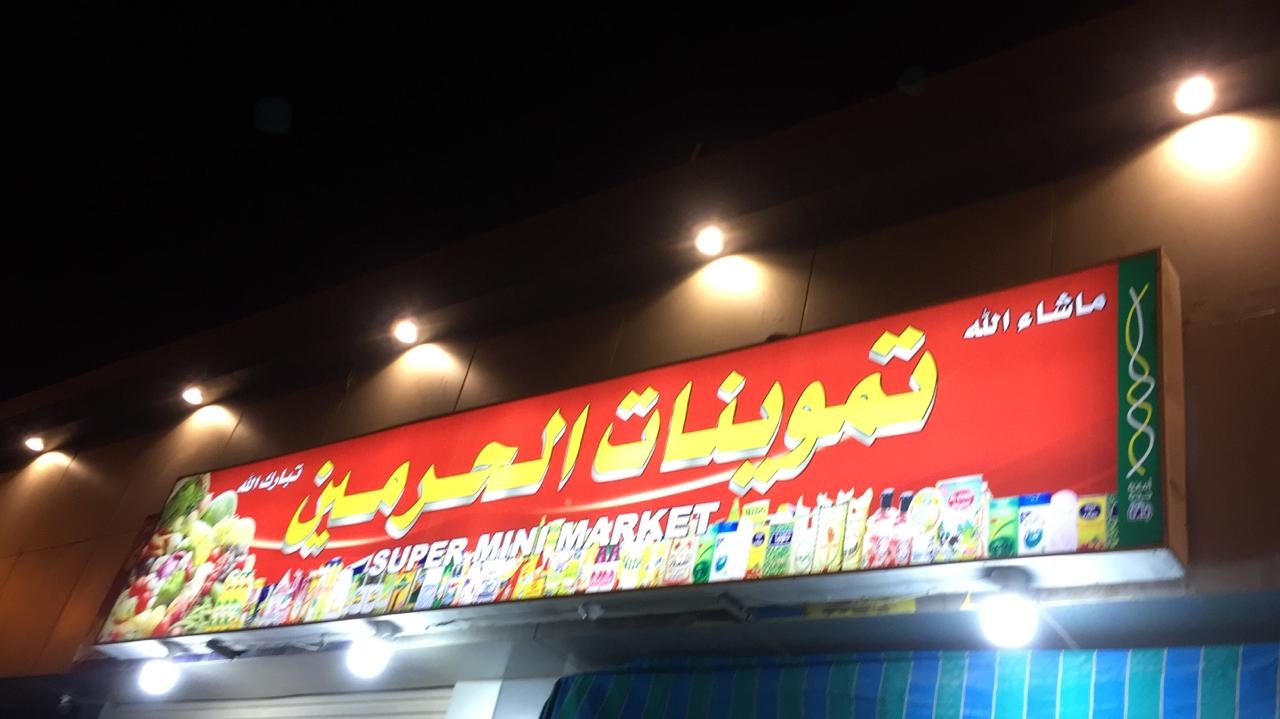 ماشاء الله
تموينات الحرمين
تبارك الله
SUPER MINI MARKET